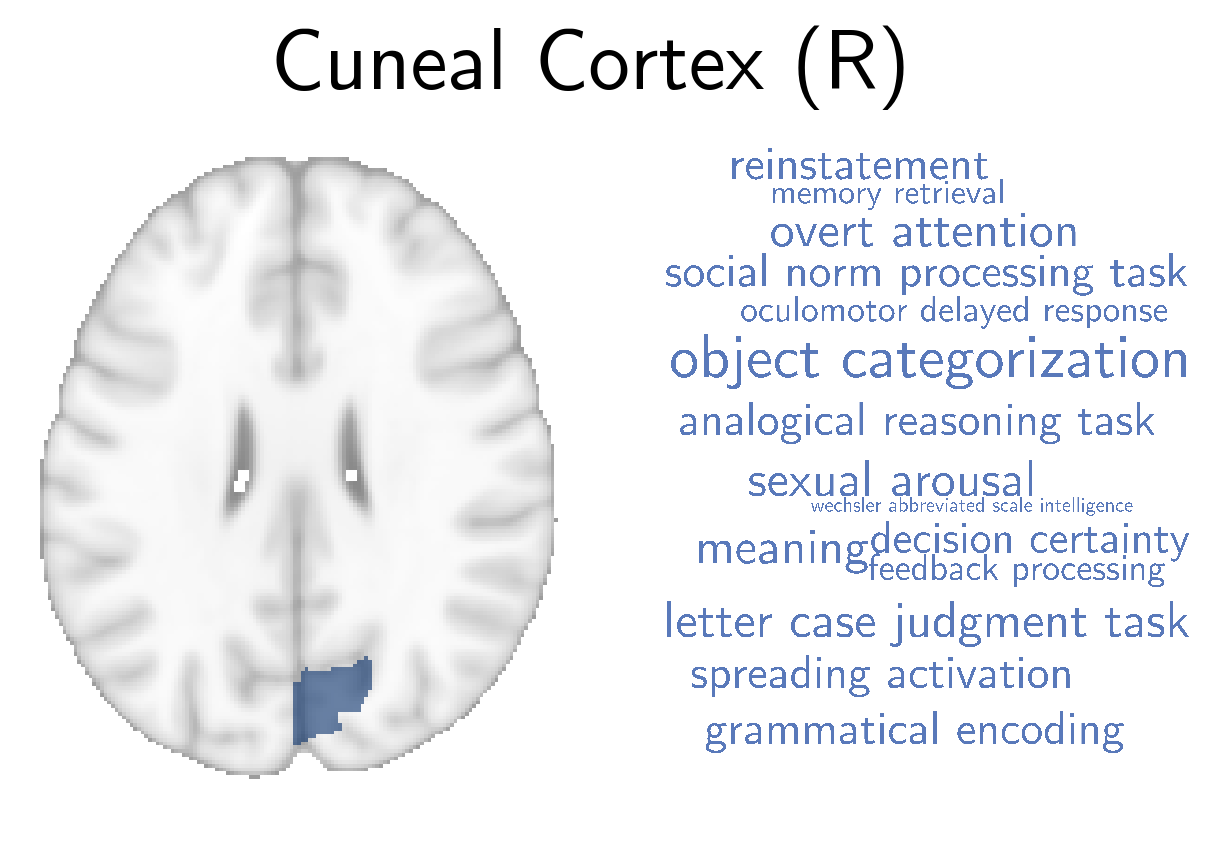 Cuneal Cortex (R)
reinstatement
memory retrieval
overt attention
social norm processing task
oculomotor delayed response
object categorization
analogical reasoning task
sexual arousal
wechsler abbreviated scale intelligence
decision certainty
meaning
feedback processing
letter case judgment task
spreading activation
grammatical encoding